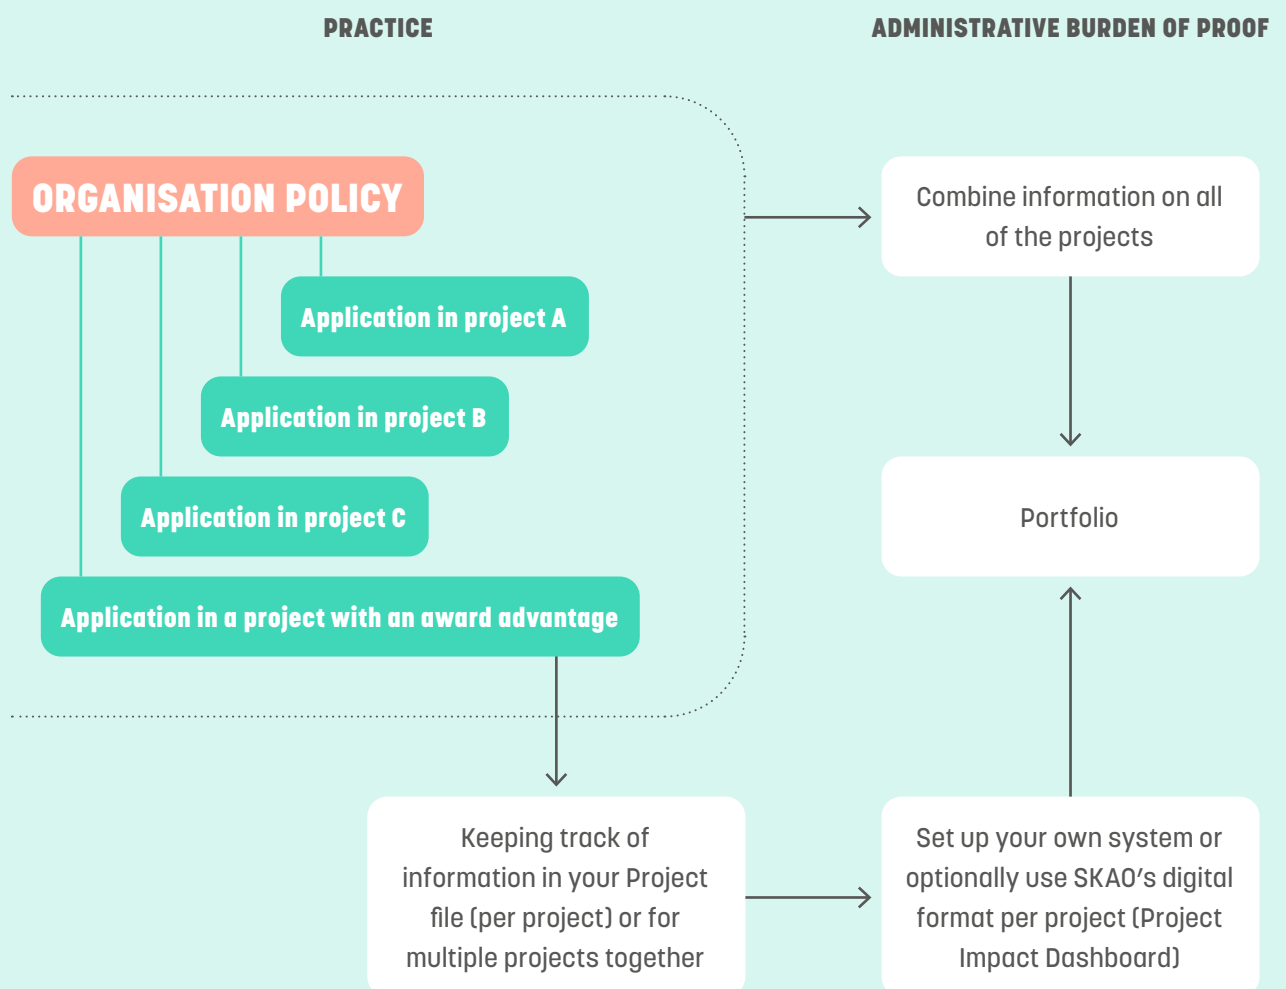 PRACTICE
ADMINISTRATIVE BURDEN OF PROOF
ORGANISATION POLICY
Combine information on all
of the projects
Application in project A
Application in project B
Application in project C
Portfolio
Application in a project with an award advantage
Keeping track of
information in your Project
file (per project) or for
multiple projects together
Set up your own system or
optionally use SKAO's digital
format per project (Project
Impact Dashboard)